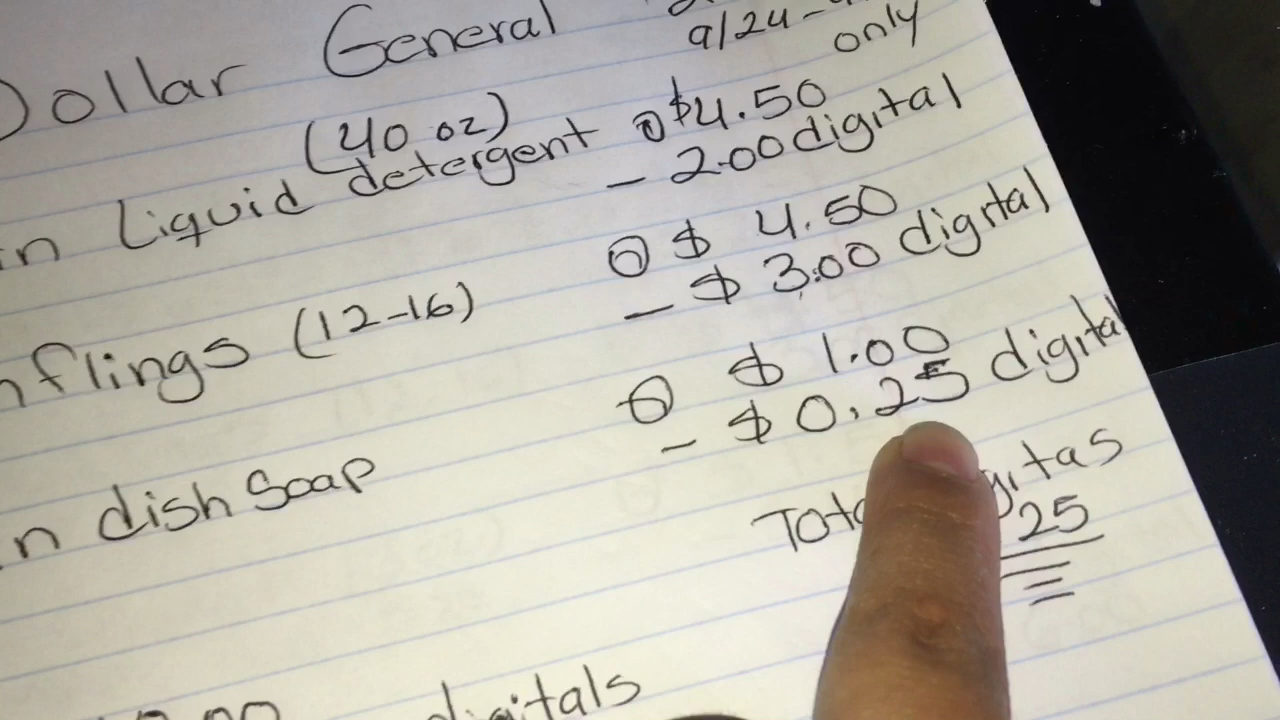 Dollar General
9/24-
only
(40 oz)
Liquid detergent $4.50
- 2.00 digital
flings (12-16) $ 4.50
- $ 3.00 digital
dish Soap $ 1.00
- $ 0.25 digital
25
digitals